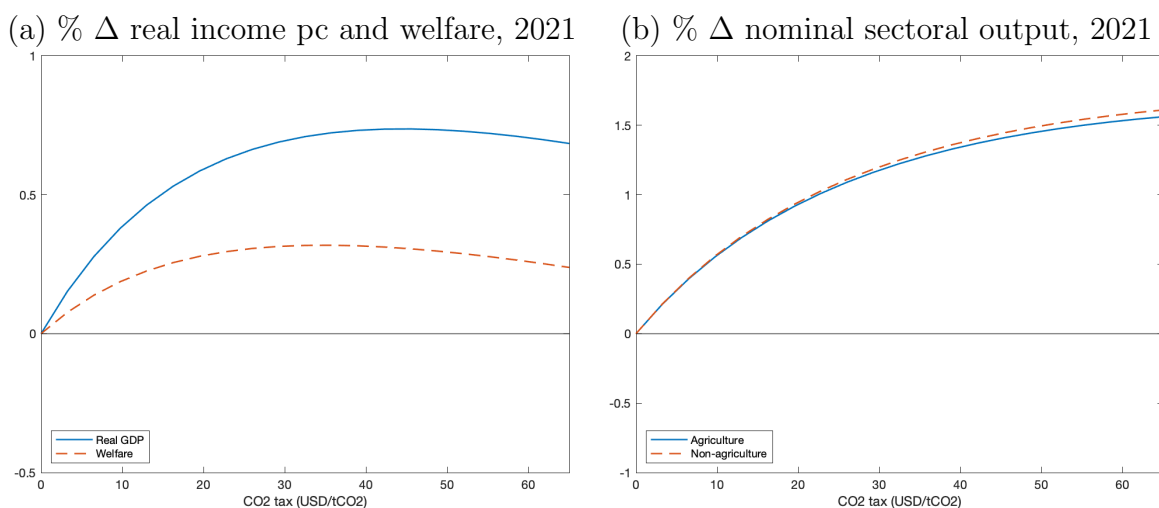 (a) % Δ real income pc and welfare, 2021
1
0.5
0
-0.5
0 10 20 30 40 50 60
CO2 tax (USD/tCO2)
Real GDP
Welfare
(b) % Δ nominal sectoral output, 2021
2
1.5
1
0.5
0
-0.5
-1
0 10 20 30 40 50 60
CO2 tax (USD/tCO2)
Agriculture
Non-agriculture